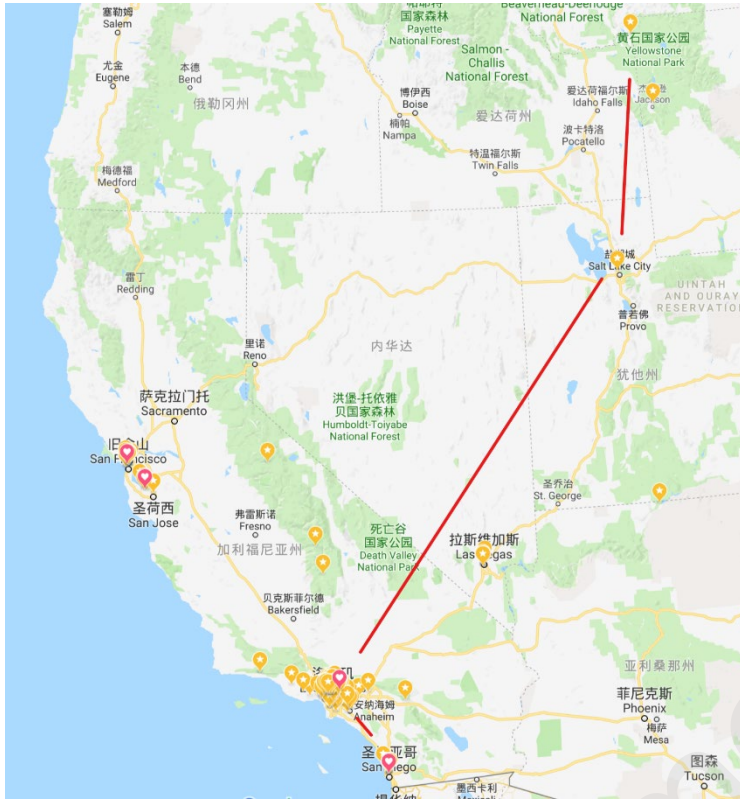 塞勒姆
Salem
帕耶特
国家森林
Payette
National Forest
Beaverhead-Deerlodge
National Forest
黄石国家公园
Yellowstone
National Park
尤金
Eugene
本德
Bend
Salmon -
Challis
National Forest
俄勒冈州
博伊西
Boise
爱达荷福尔斯
Idaho Falls
Jackson
楠帕
Nampa
爱达荷州
波卡特洛
Pocatello
梅德福
Medford
特温福尔斯
Twin Falls
城
Salt Lake City
雷丁
Redding
UINTAH
AND OURAY
RESERVATION
普若佛
Provo
里诺
Reno
内华达
犹他州
萨克拉门托
Sacramento
洪堡-托依雅
贝国家森林
Humboldt-Toiyabe
National Forest
旧金山
San Francisco
圣荷西
San Jose
圣乔治
St. George
弗雷斯诺
Fresno
加利福尼亚州
死亡谷
国家公园
Death Valley
National Park
拉斯维加斯
Las Vegas
贝克斯菲尔德
Bakersfield
亚利桑那州
安纳海姆
Anaheim
菲尼克斯
Phoenix
梅萨
Mesa
圣 亚哥
San Diego
图森
Tucson
墨西卡利